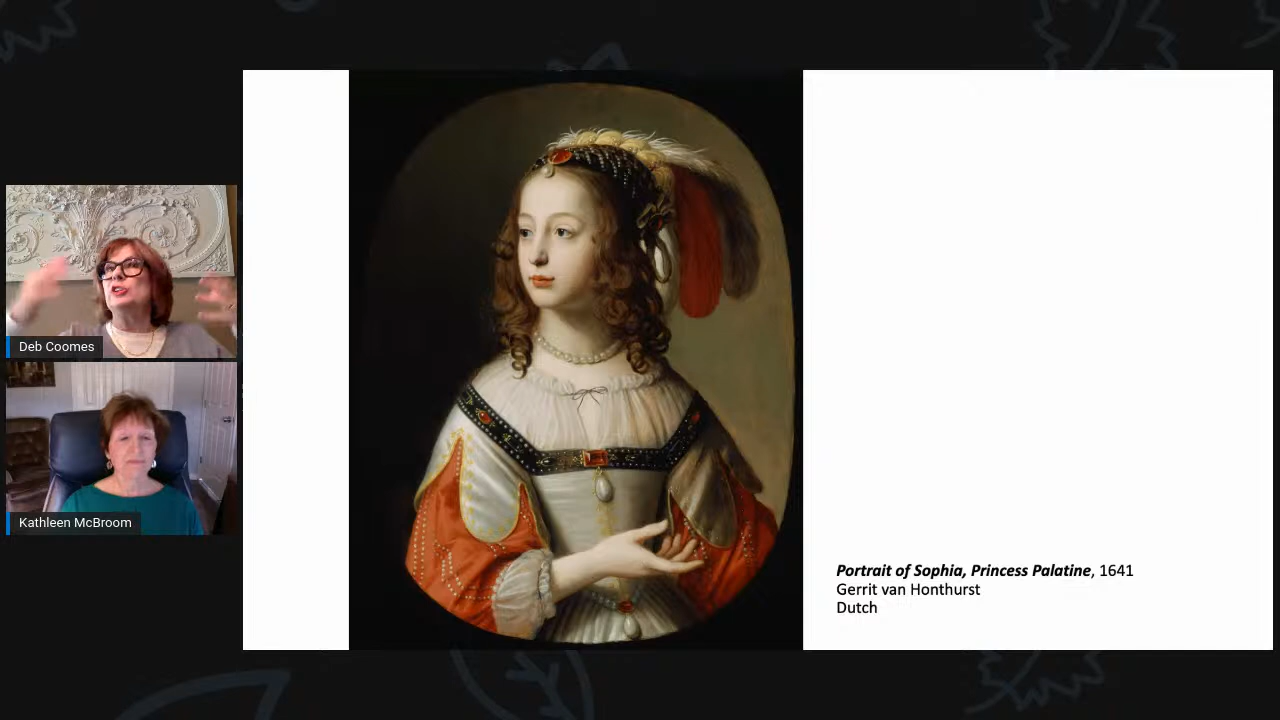 Deb Coomes
Kathleen McBroom
Portrait of Sophia, Princess Palatine, 1641
Gerrit van Honthurst
Dutch